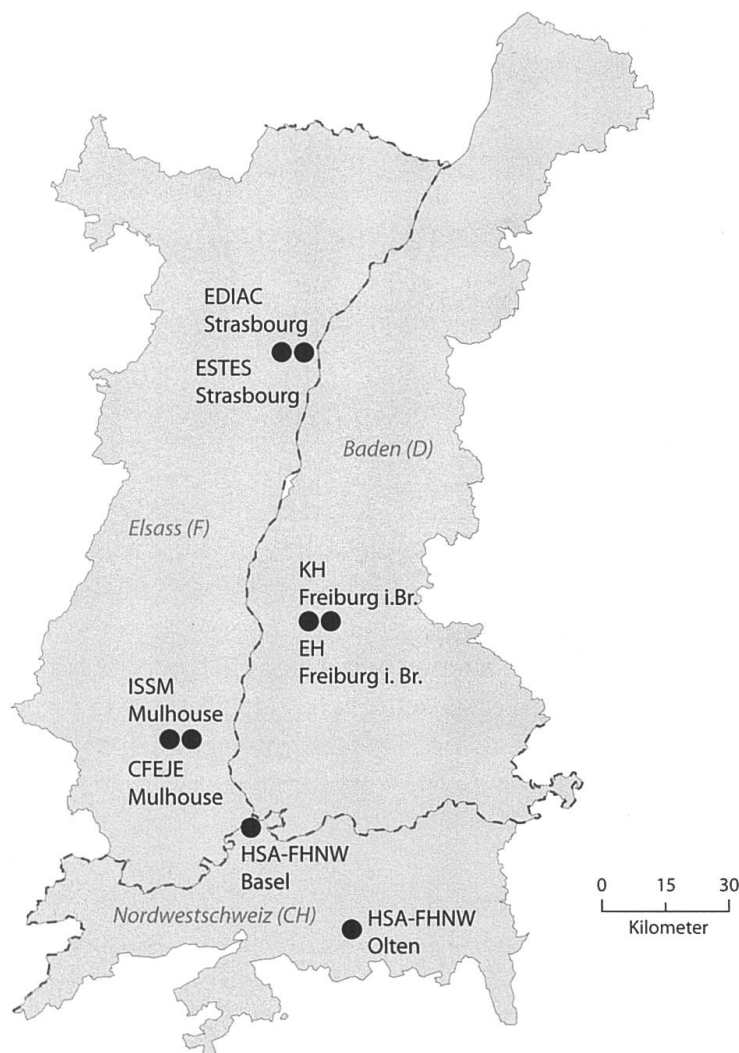 EDIAC
Strasbourg
ESTES
Strasbourg
Baden (D)
Elsass (F)
KH
Freiburg i.Br.
EH
Freiburg i. Br.
ISSM
Mulhouse
CFEJE
Mulhouse
HSA-FHNW
Basel
Nordwestschweiz (CH)
HSA-FHNW
Olten
0 15 30
Kilometer